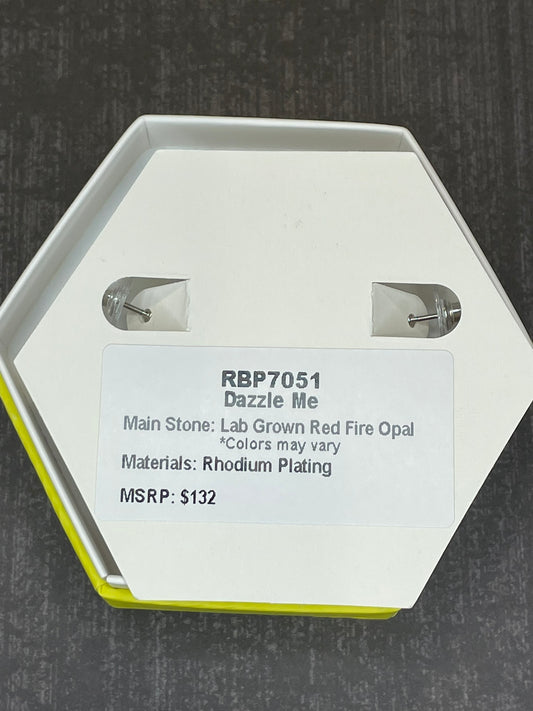 RBP7051
Dazzle Me
Main Stone: Lab Grown Red Fire Opal
*Colors may vary
Materials: Rhodium Plating
MSRP: $132